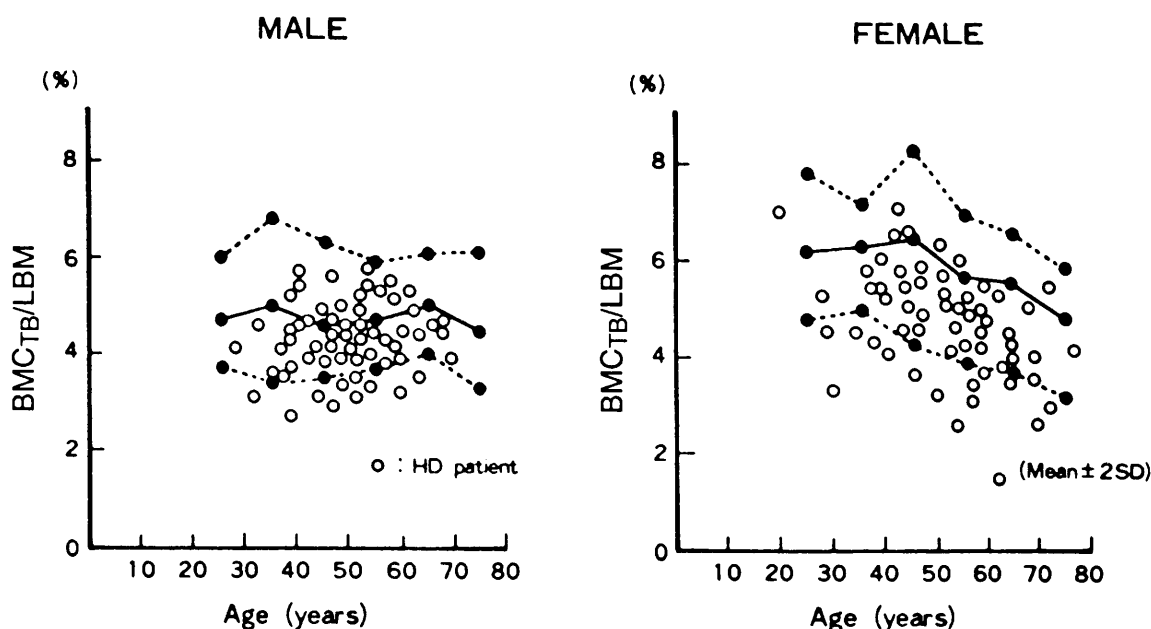 MALE
(%)
BMCTB/LBM
8
6
4
2
0
10 20 30 40 50 60 70 80
Age (years)
: HD patient
FEMALE
(%)
BMCTB/LBM
8
6
4
2
0
10 20 30 40 50 60 70 80
Age (years)
(Mean ± 2SD)